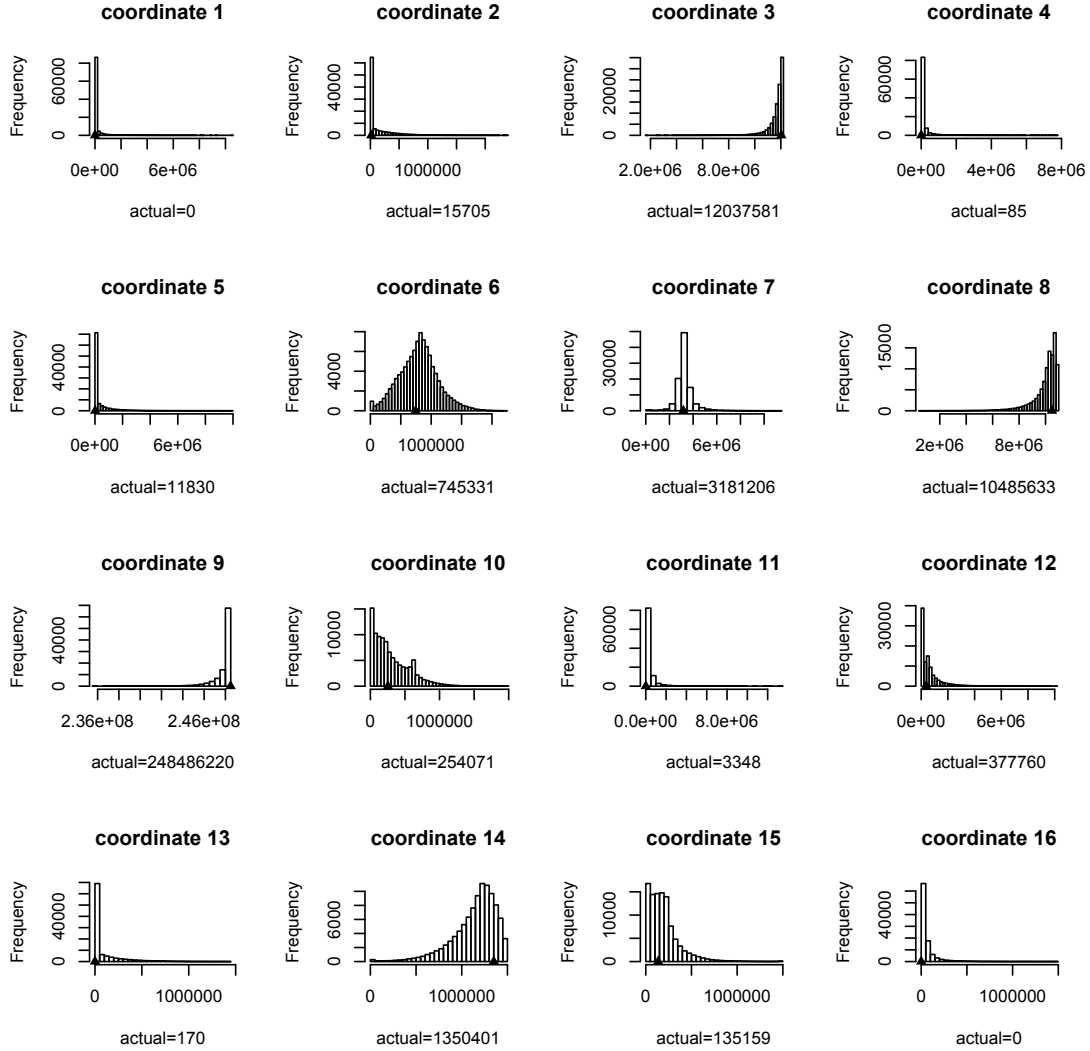 coordinate 1
Frequency
0 60000
0e+00 6e+06
actual=0
coordinate 2
Frequency
0 40000
0 1000000
actual=15705
coordinate 3
Frequency
0 20000
2.0e+06 8.0e+06
actual=12037581
coordinate 4
Frequency
0 60000
0e+00 4e+06 8e+06
actual=85
coordinate 5
Frequency
0 40000
0e+00 6e+06
actual=11830
coordinate 6
Frequency
0 4000
0 1000000
actual=745331
coordinate 7
Frequency
0 30000
0e+00 6e+06
actual=3181206
coordinate 8
Frequency
0 15000
2e+06 8e+06
actual=10485633
coordinate 9
Frequency
0 40000
2.36e+08 2.46e+08
actual=248486220
coordinate 10
Frequency
0 10000
0 1000000
actual=254071
coordinate 11
Frequency
0 60000
0.0e+00 8.0e+06
actual=3348
coordinate 12
Frequency
0 30000
0e+00 6e+06
actual=377760
coordinate 13
Frequency
0 40000
0 1000000
actual=170
coordinate 14
Frequency
0 6000
0 1000000
actual=1350401
coordinate 15
Frequency
0 10000
0 1000000
actual=135159
coordinate 16
Frequency
0 40000
0 1000000
actual=0